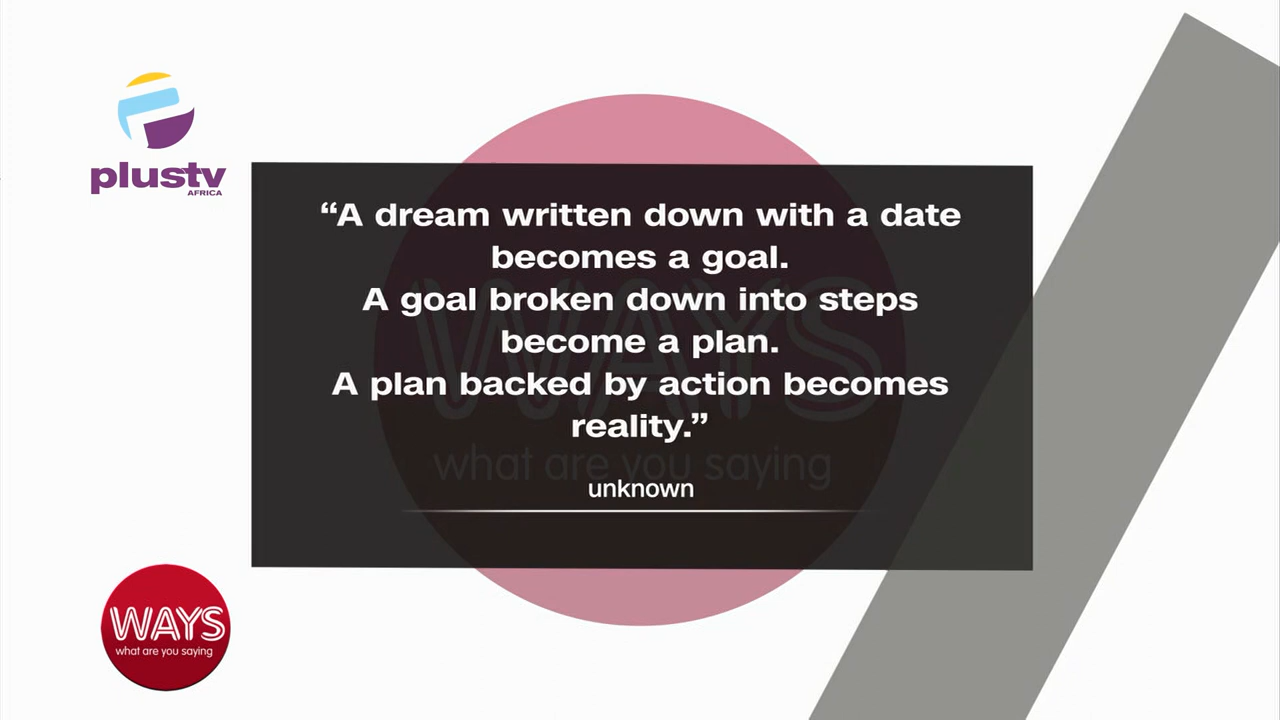 plustv
AFRICA
“A dream written down with a date
becomes a goal.
A goal broken down into steps
become a plan.
A plan backed by action becomes
reality.”
WAYS
what are you saying
unknown
WAYS
what are you saying